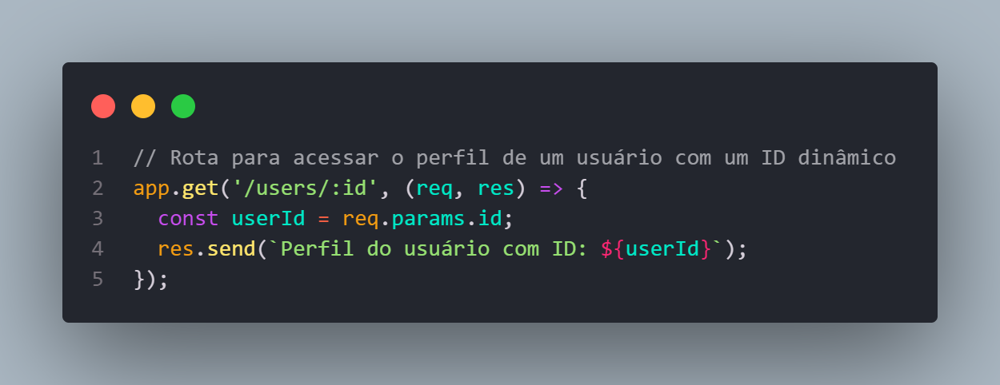 1 // Rota para acessar o perfil de um usuário com um ID dinâmico
2 app.get('/users/:id', (req, res) => {
3   const userId = req.params.id;
4   res.send(`Perfil do usuário com ID: ${userId}`);
5 });